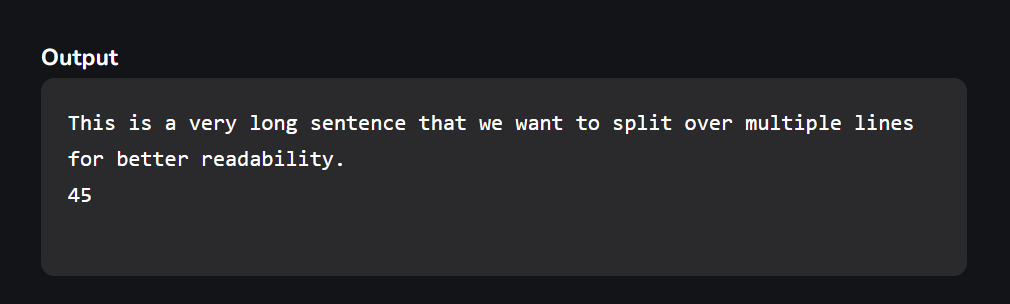 Output
This is a very long sentence that we want to split over multiple lines
for better readability.
45